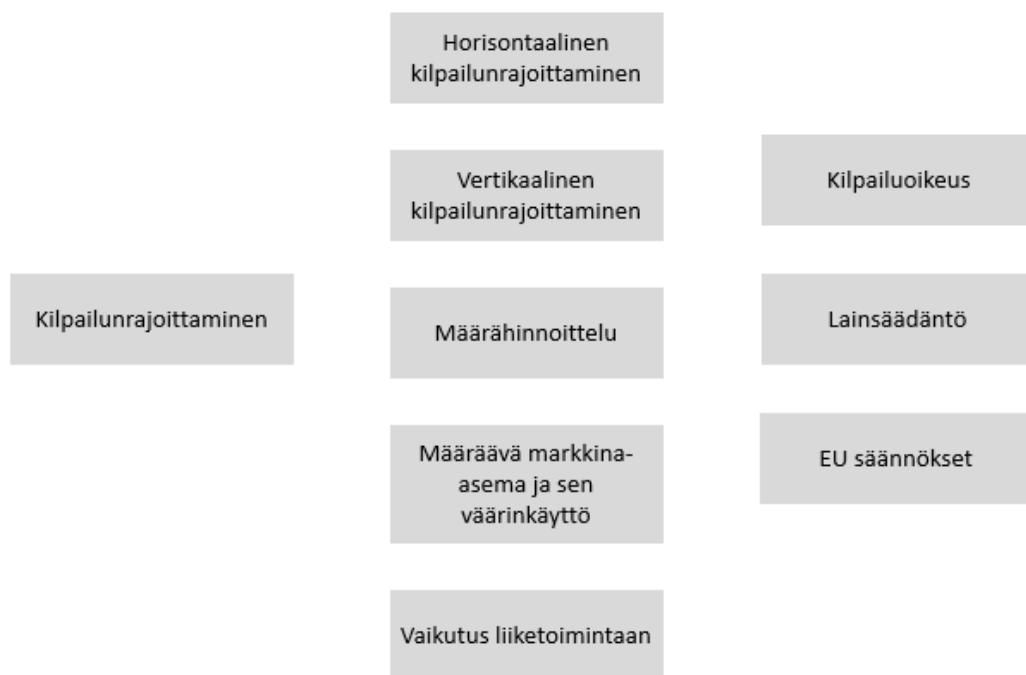 Horisontaalinen
kilpailunrajoittaminen
Vertikaalinen
kilpailunrajoittaminen
Kilpailuoikeus
Kilpailunrajoittaminen
Määrähinnoittelu
Lainsäädäntö
Määräävä markkina-
asema ja sen
väärinkäyttö
EU säännökset
Vaikutus liiketoimintaan